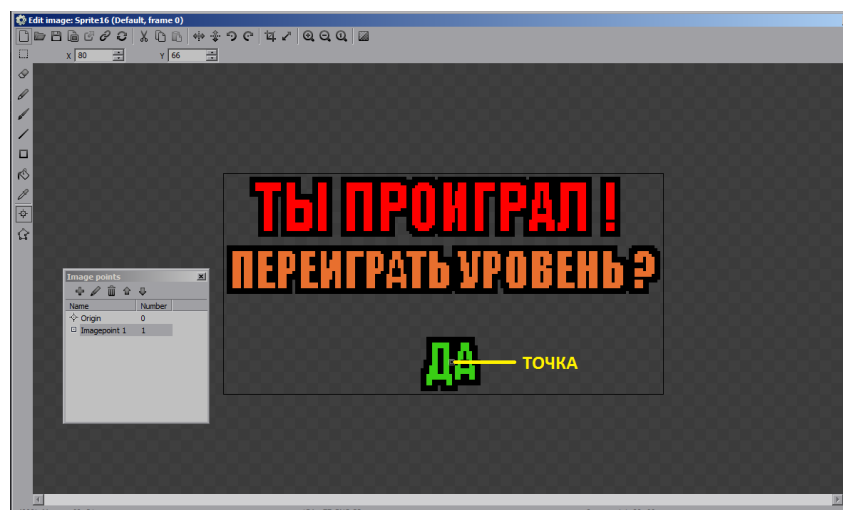 Edit image: Sprite16 (Default, frame 0)
X 80 Y 66
ТЫ ПРОИГРАЛ !
ПЕРЕИГРАТЬ УРОВЕНЬ ?
Image points
Name Number
Origin 0
Imagepoint 1 1
ДА
ТОЧКА